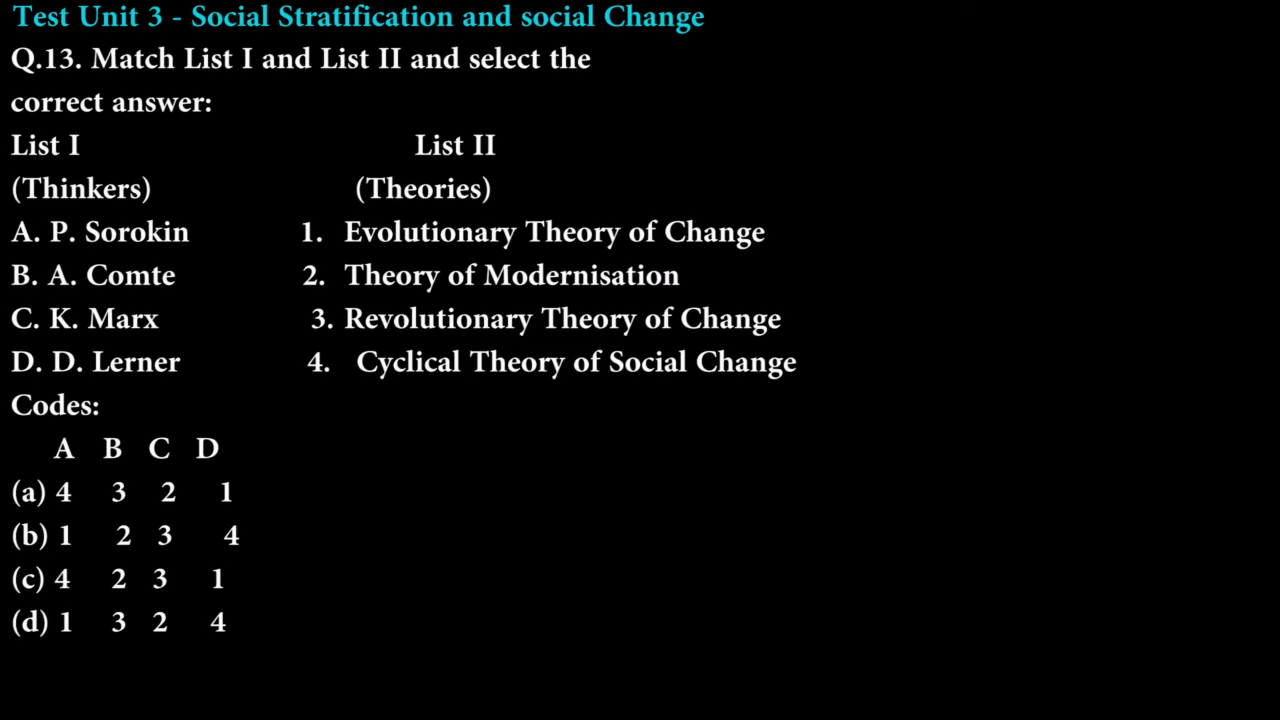 Test Unit 3 - Social Stratification and social Change
Q.13. Match List I and List II and select the
correct answer:
List I List II
(Thinkers) (Theories)
A. P. Sorokin 1. Evolutionary Theory of Change
B. A. Comte 2. Theory of Modernisation
C. K. Marx 3. Revolutionary Theory of Change
D. D. Lerner 4. Cyclical Theory of Social Change
Codes:
A B C D
(a) 4 3 2 1
(b) 1 2 3 4
(c) 4 2 3 1
(d) 1 3 2 4